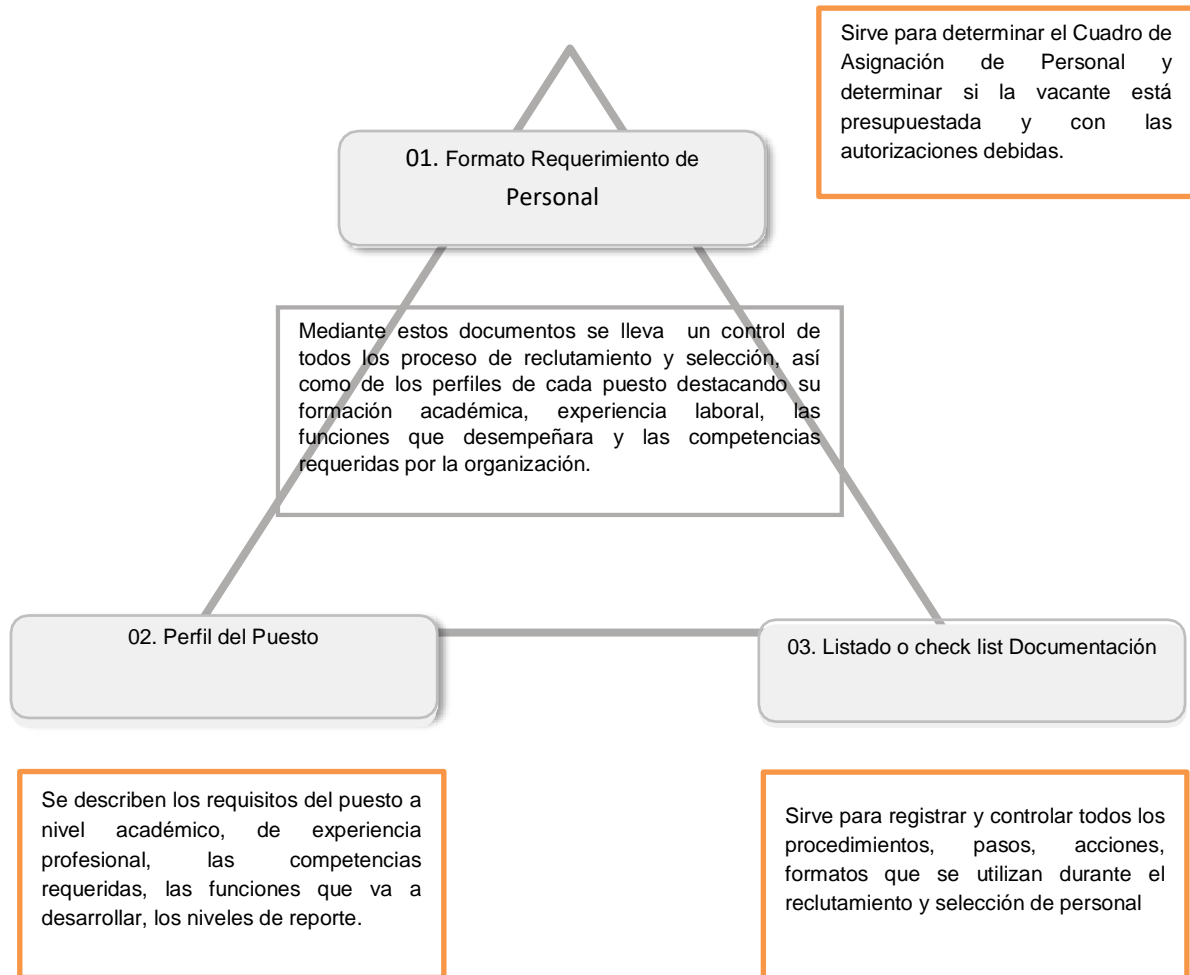 Sirve para determinar el Cuadro de
Asignación de Personal y
determinar si la vacante está
presupuestada y con las
autorizaciones debidas.
01. Formato Requerimiento de
Personal
Mediante estos documentos se lleva un control de
todos los proceso de reclutamiento y selección, así
como de los perfiles de cada puesto destacando su
formación académica, experiencia laboral, las
funciones que desempeñara y las competencias
requeridas por la organización.
02. Perfil del Puesto
03. Listado o check list Documentación
Se describen los requisitos del puesto a
nivel académico, de experiencia
profesional, las competencias
requeridas, las funciones que va a
desarrollar, los niveles de reporte.
Sirve para registrar y controlar todos los
procedimientos, pasos, acciones,
formatos que se utilizan durante el
reclutamiento y selección de personal